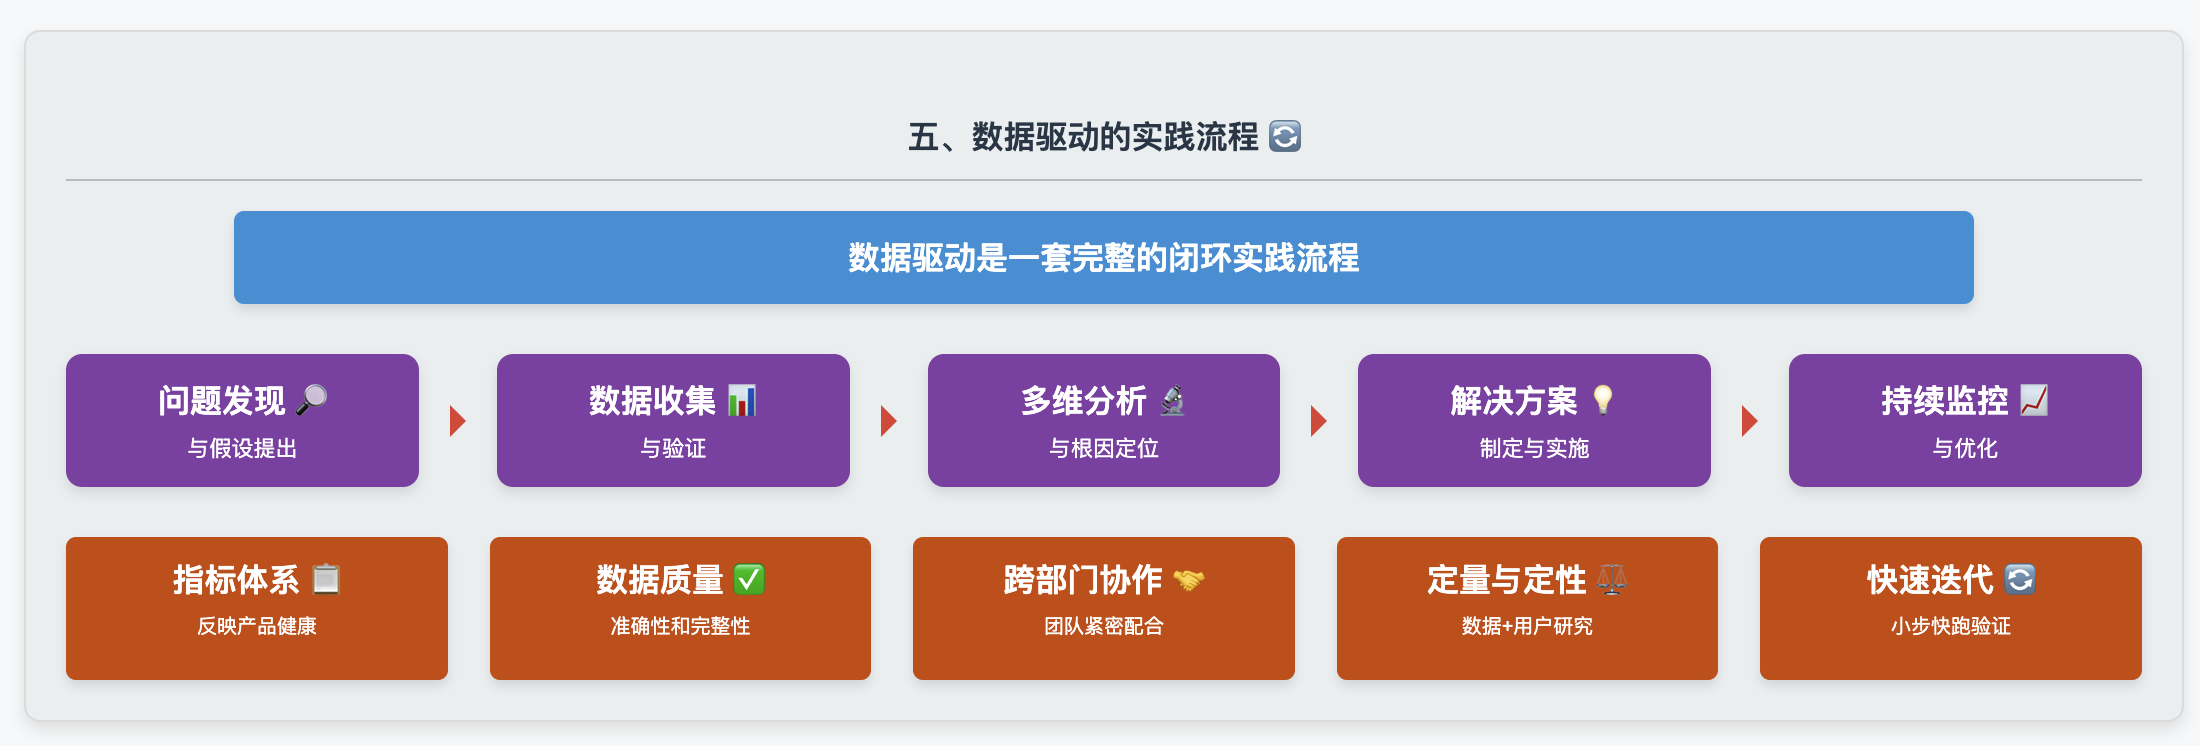 五、数据驱动的实践流程 🔄
数据驱动是一套完整的闭环实践流程
问题发现 🔎
与假设提出
数据收集 📊
与验证
多维分析 🔬
与根因定位
解决方案 💡
制定与实施
持续监控 📈
与优化
指标体系 📋
反映产品健康
数据质量 ✅
准确性和完整性
跨部门协作 🤝
团队紧密配合
定量与定性 ⚖️
数据+用户研究
快速迭代 🔄
小步快跑验证